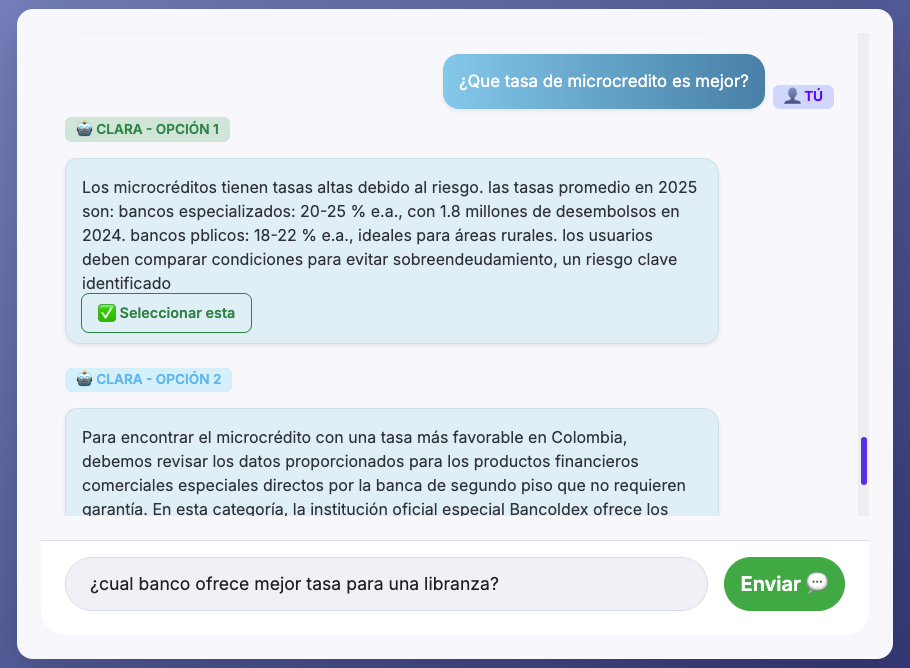 ¿Que tasa de microcredito es mejor?
TÚ
CLARA - OPCIÓN 1
Los microcréditos tienen tasas altas debido al riesgo. las tasas promedio en 2025
son: bancos especializados: 20-25 % e.a., con 1.8 millones de desembolsos en
2024. bancos pblicos: 18-22 % e.a., ideales para áreas rurales. los usuarios
deben comparar condiciones para evitar sobreendeudamiento, un riesgo clave
identificado
Seleccionar esta
CLARA - OPCIÓN 2
Para encontrar el microcrédito con una tasa más favorable en Colombia,
debemos revisar los datos proporcionados para los productos financieros
comerciales especiales directos por la banca de segundo piso que no requieren
garantía. En esta categoría, la institución oficial especial Bancoldex ofrece los
¿cual banco ofrece mejor tasa para una libranza?
Enviar